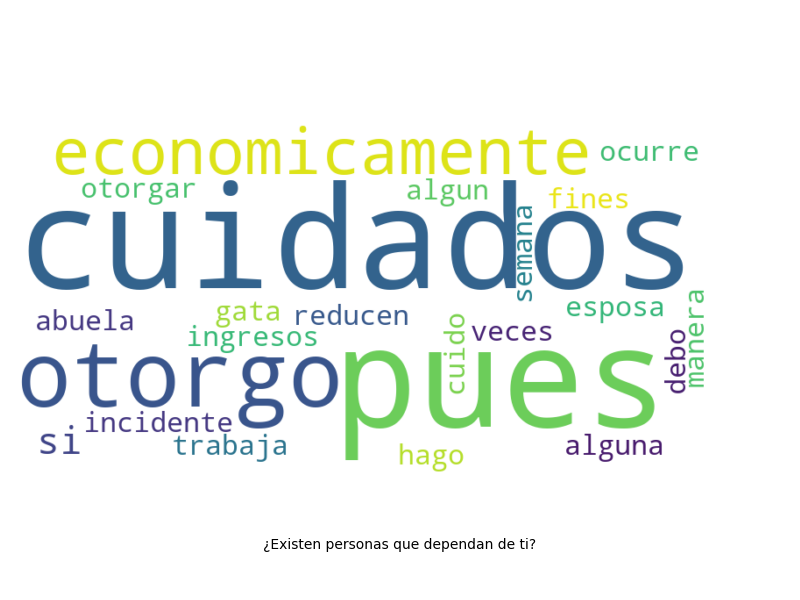 economicamente
ocurre
otorgar
algun
fines
cuidados
semana
abuela
gata
reducen
esposa
manera
ingresos
cuido
veces
debo
otorgo
pues
incidente
si
trabaja
hago
alguna
¿Existen personas que dependan de ti?